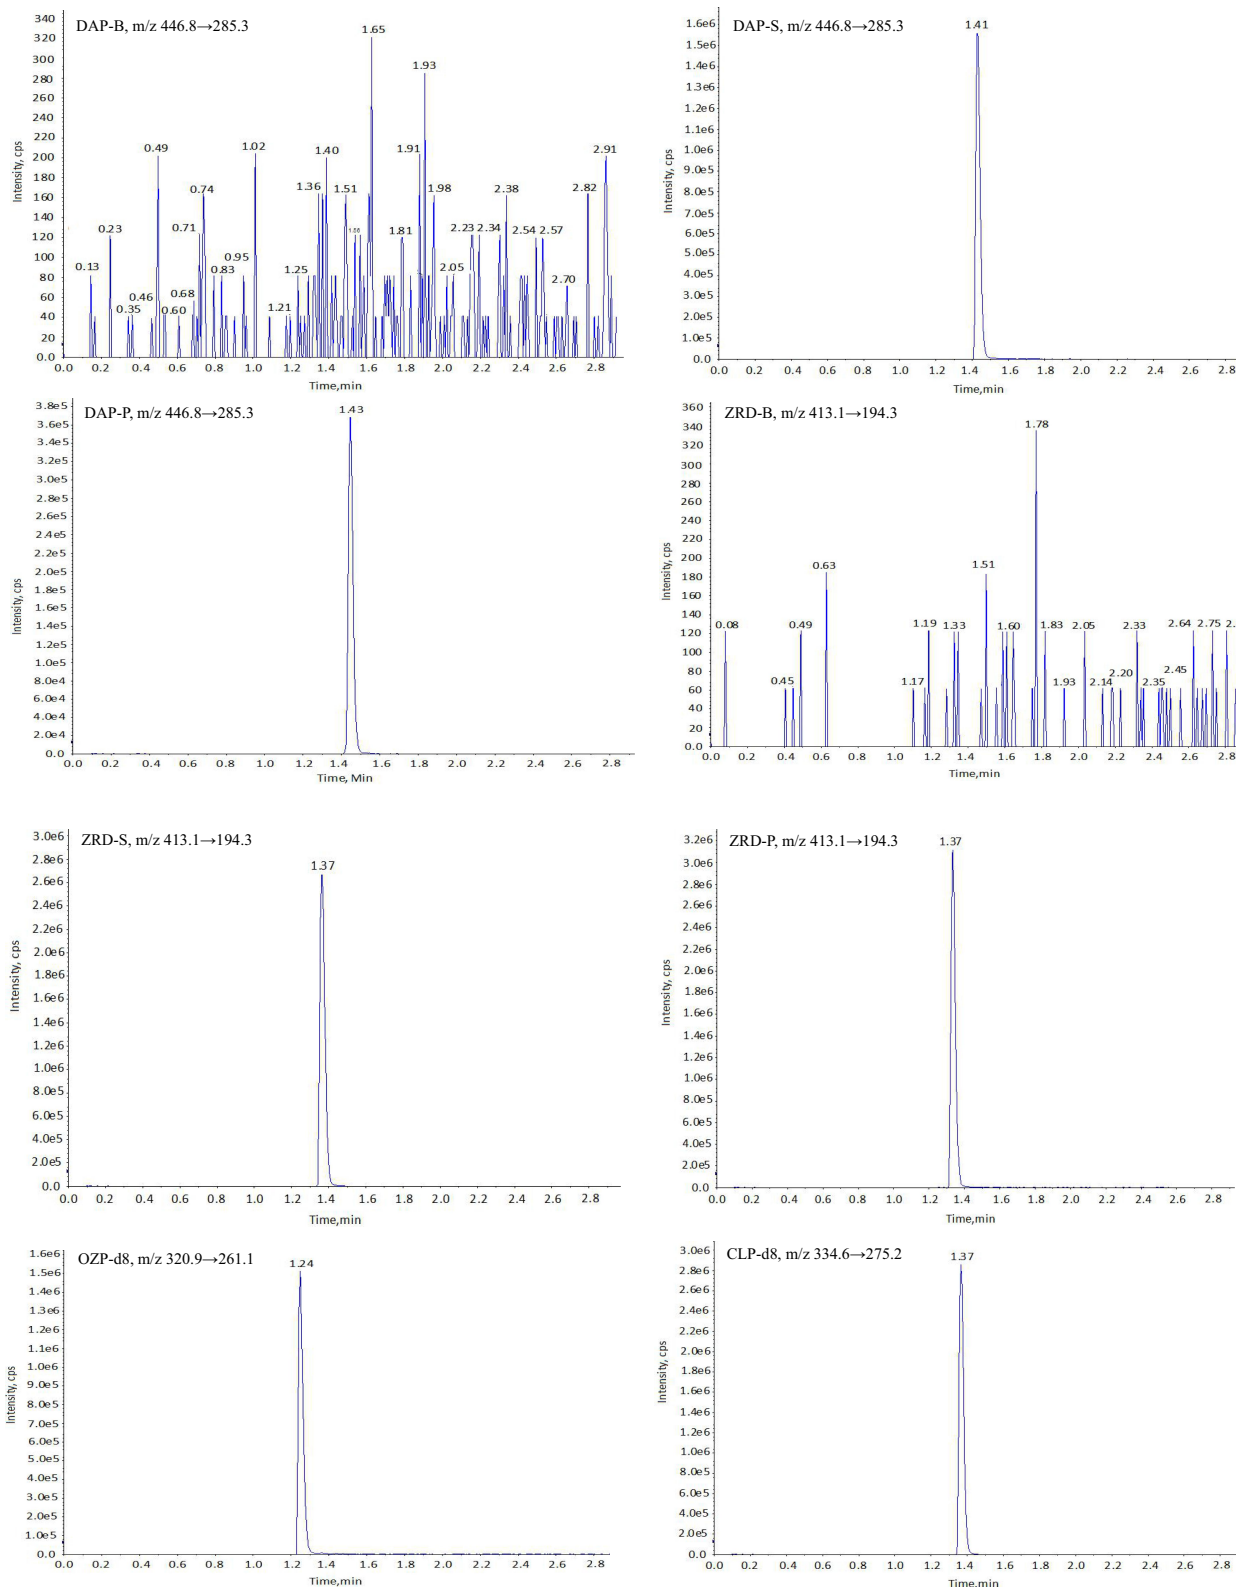 DAP-B, m/z 446.8→285.3
Intensity, cps
340
320
300
280
260
240
220
200
180
160
140
120
100
80
60
40
20
0.0
0.13
0.23
0.35
0.46
0.49
0.60
0.68
0.71
0.74
0.83
0.95
1.02
1.21
1.25
1.36
1.40
1.51
1.65
1.81
1.91
1.93
1.98
2.05
2.23
2.34
2.38
2.54
2.57
2.70
2.82
2.91
0.0 0.2 0.4 0.6 0.8 1.0 1.2 1.4 1.6 1.8 2.0 2.2 2.4 2.6 2.8
Time,min
DAP-S, m/z 446.8→285.3
Intensity, cps
1.6e6
1.5e6
1.4e6
1.3e6
1.2e6
1.1e6
1.0e6
9.0e5
8.0e5
7.0e5
6.0e5
5.0e5
4.0e5
3.0e5
2.0e5
1.0e5
0.0
1.41
0.0 0.2 0.4 0.6 0.8 1.0 1.2 1.4 1.6 1.8 2.0 2.2 2.4 2.6 2.8
Time,min
DAP-P, m/z 446.8→285.3
Intensity, cps
3.8e5
3.6e5
3.4e5
3.2e5
3.0e5
2.8e5
2.6e5
2.4e5
2.2e5
2.0e5
1.8e5
1.6e5
1.4e5
1.2e5
1.0e5
8.0e4
6.0e4
4.0e4
2.0e4
0.0
1.43
0.0 0.2 0.4 0.6 0.8 1.0 1.2 1.4 1.6 1.8 2.0 2.2 2.4 2.6 2.8
Time, Min
ZRD-B, m/z 413.1→194.3
Intensity, cps
360
340
320
300
280
260
240
220
200
180
160
140
120
100
80
60
40
20
0.0
0.08
0.45
0.49
0.63
1.17
1.19
1.33
1.51
1.60
1.78
1.83
1.93
2.05
2.14
2.20
2.33
2.35
2.45
2.64
2.75
2.
0.0 0.2 0.4 0.6 0.8 1.0 1.2 1.4 1.6 1.8 2.0 2.2 2.4 2.6 2.8
Time,min
ZRD-S, m/z 413.1→194.3
Intensity, cps
3.0e6
2.8e6
2.6e6
2.4e6
2.2e6
2.0e6
1.8e6
1.6e6
1.4e6
1.2e6
1.0e6
8.0e5
6.0e5
4.0e5
2.0e5
0.0
1.37
0.0 0.2 0.4 0.6 0.8 1.0 1.2 1.4 1.6 1.8 2.0 2.2 2.4 2.6 2.8
Time,min
ZRD-P, m/z 413.1→194.3
Intensity, cps
3.2e6
3.0e6
2.8e6
2.6e6
2.4e6
2.2e6
2.0e6
1.8e6
1.6e6
1.4e6
1.2e6
1.0e6
8.0e5
6.0e5
4.0e5
2.0e5
0.0
1.37
0.0 0.2 0.4 0.6 0.8 1.0 1.2 1.4 1.6 1.8 2.0 2.2 2.4 2.6 2.8
Time,min
OZP-d8, m/z 320.9→261.1
Intensity, cps
1.6e6
1.5e6
1.4e6
1.3e6
1.2e6
1.1e6
1.0e6
9.0e5
8.0e5
7.0e5
6.0e5
5.0e5
4.0e5
3.0e5
2.0e5
1.0e5
0.0
1.24
0.0 0.2 0.4 0.6 0.8 1.0 1.2 1.4 1.6 1.8 2.0 2.2 2.4 2.6 2.8
Time,min
CLP-d8, m/z 334.6→275.2
Intensity, cps
3.0e6
2.8e6
2.6e6
2.4e6
2.2e6
2.0e6
1.8e6
1.6e6
1.4e6
1.2e6
1.0e6
8.0e5
6.0e5
4.0e5
2.0e5
0.0
1.37
0.0 0.2 0.4 0.6 0.8 1.0 1.2 1.4 1.6 1.8 2.0 2.2 2.4 2.6 2.8
Time,min